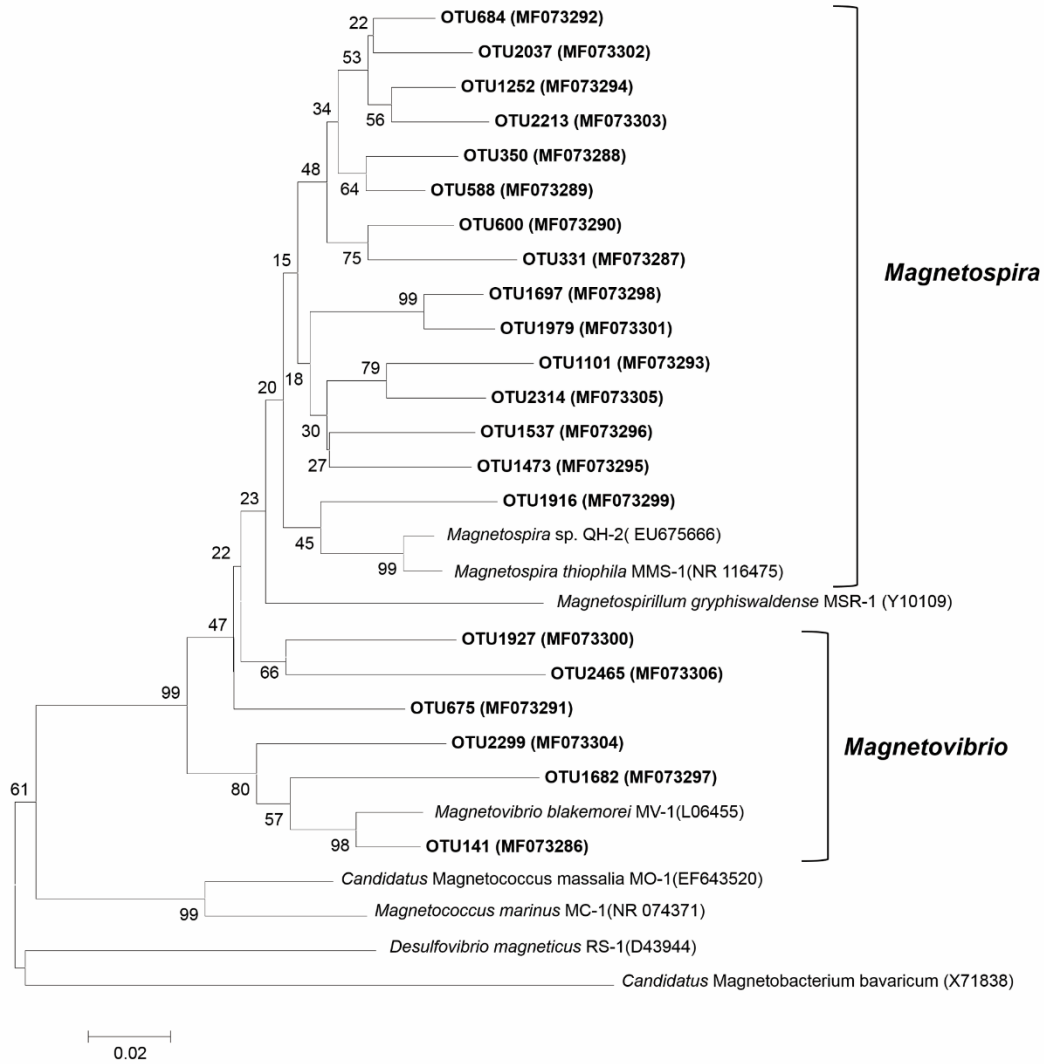 22
OTU684 (MF073292)
53
OTU2037 (MF073302)
OTU1252 (MF073294)
34
56
OTU2213 (MF073303)
48
OTU350 (MF073288)
64
OTU588 (MF073289)
OTU600 (MF073290)
15
75
OTU331 (MF073287)
Magnetospira
99
OTU1697 (MF073298)
OTU1979 (MF073301)
79
OTU1101 (MF073293)
20
18
OTU2314 (MF073305)
30
OTU1537 (MF073296)
27
OTU1473 (MF073295)
23
OTU1916 (MF073299)
45
Magnetospira sp. QH-2( EU675666)
22
99
Magnetospira thiophila MMS-1(NR 116475)
Magnetospirillum gryphiswaldense MSR-1 (Y10109)
47
OTU1927 (MF073300)
66
OTU2465 (MF073306)
99
OTU675 (MF073291)
OTU2299 (MF073304)
Magnetovibrio
61
80
OTU1682 (MF073297)
57
Magnetovibrio blakemorei MV-1(L06455)
98
OTU141 (MF073286)
Candidatus Magnetococcus massalia MO-1(EF643520)
99
Magnetococcus marinus MC-1(NR 074371)
Desulfovibrio magneticus RS-1(D43944)
Candidatus Magnetobacterium bavaricum (X71838)
0.02